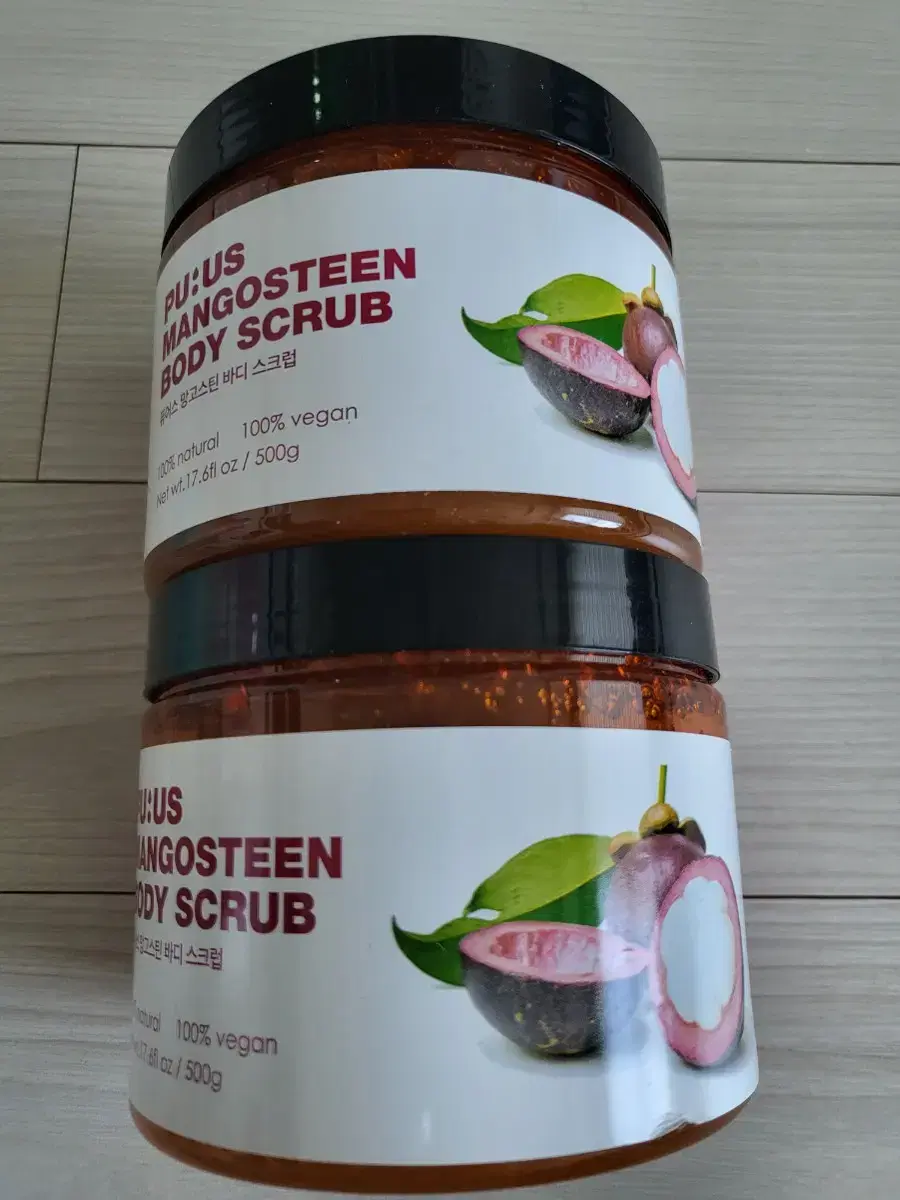 PU:US
MANGOSTEEN
BODY SCRUB
퓨어스 망고스틴 바디 스크럽
100% natural 100% vegan
Net wt.17.6fl oz / 500g
U:US
ANGOSTEEN
ODY SCRUB
망고스틴 바디 스크럽
natural 100% vegan
17.6fl oz / 500g